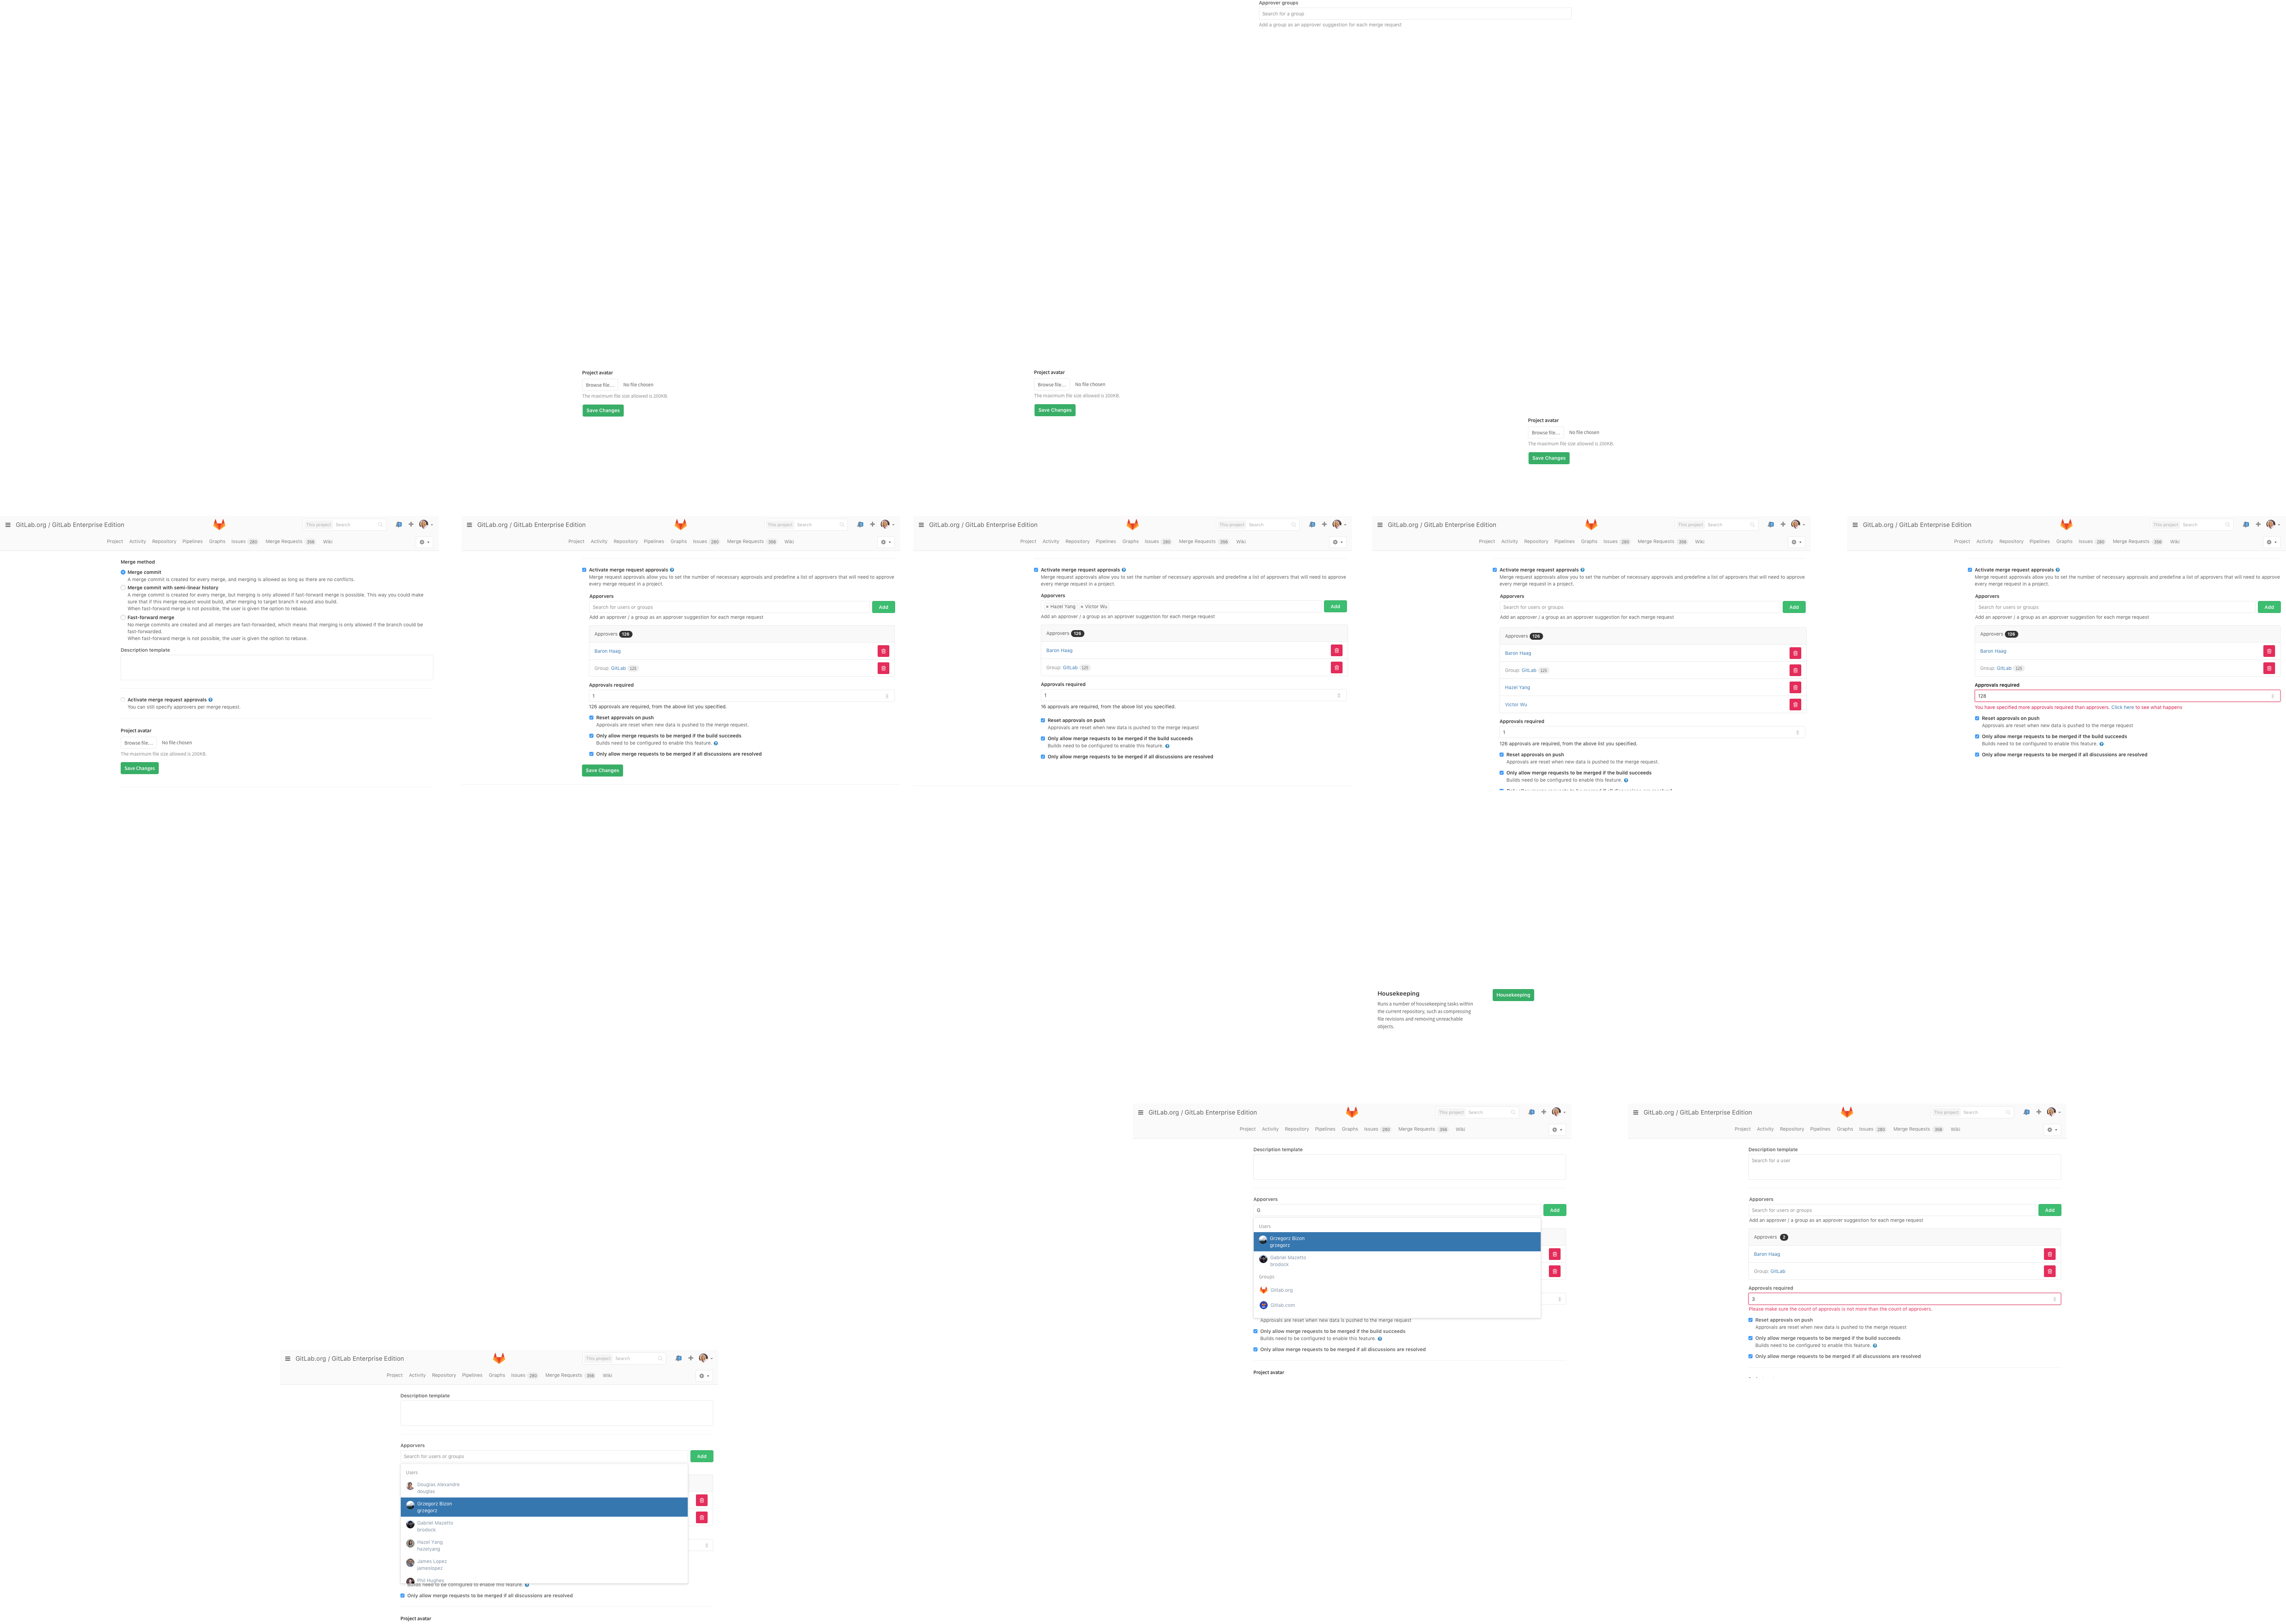 Approver groups
Search for a group
Add a group as an approver suggestion for each merge request
Project avatar
Browse file... No file chosen
The maximum file size allowed is 200KB.
Save Changes
Project avatar
Browse file... No file chosen
The maximum file size allowed is 200KB.
Save Changes
Project avatar
Browse file... No file chosen
The maximum file size allowed is 200KB.
Save Changes
GitLab.org / GitLab Enterprise Edition
This project Search
Project Activity Repository Pipelines Graphs Issues 280 Merge Requests 356 Wiki
Merge method
Merge commit
A merge commit is created for every merge, and merging is allowed as long as there are no conflicts.
Merge commit with semi-linear history
A merge commit is created for every merge, but merging is only allowed if fast-forward merge is possible. This way you could make
sure that if this merge request would build, after merging to target branch it would also build.
When fast-forward merge is not possible, the user is given the option to rebase.
Fast-forward merge
No merge commits are created and all merges are fast-forwarded, which means that merging is only allowed if the branch could be
fast-forwarded.
When fast-forward merge is not possible, the user is given the option to rebase.
Description template
Activate merge request approvals
You can still specify approvers per merge request.
Project avatar
Browse file... No file chosen
The maximum file size allowed is 200KB.
Save Changes
GitLab.org / GitLab Enterprise Edition
This project Search
Project Activity Repository Pipelines Graphs Issues 280 Merge Requests 356 Wiki
Activate merge request approvals
Merge request approvals allow you to set the number of necessary approvals and predefine a list of approvers that will need to approve
every merge request in a project.
Apporvers
Search for users or groups
Add
Add an approver / a group as an approver suggestion for each merge request
Approvers 126
Baron Haag
Group: GitLab 125
Approvals required
1
126 approvals are required, from the above list you specified.
Reset approvals on push
Approvals are reset when new data is pushed to the merge request.
Only allow merge requests to be merged if the build succeeds
Builds need to be configured to enable this feature.
Only allow merge requests to be merged if all discussions are resolved
Save Changes
GitLab.org / GitLab Enterprise Edition
This project Search
Project Activity Repository Pipelines Graphs Issues 280 Merge Requests 356 Wiki
Activate merge request approvals
Merge request approvals allow you to set the number of necessary approvals and predefine a list of approvers that will need to approve
every merge request in a project.
Apporvers
× Hazel Yang × Victor Wu
Add
Add an approver / a group as an approver suggestion for each merge request
Approvers 126
Baron Haag
Group: GitLab 125
Approvals required
1
16 approvals are required, from the above list you specified.
Reset approvals on push
Approvals are reset when new data is pushed to the merge request
Only allow merge requests to be merged if the build succeeds
Builds need to be configured to enable this feature.
Only allow merge requests to be merged if all discussions are resolved
GitLab.org / GitLab Enterprise Edition
This project Search
Project Activity Repository Pipelines Graphs Issues 280 Merge Requests 356 Wiki
Activate merge request approvals
Merge request approvals allow you to set the number of necessary approvals and predefine a list of approvers that will need to approve
every merge request in a project.
Apporvers
Search for users or groups
Add
Add an approver / a group as an approver suggestion for each merge request
Approvers 126
Baron Haag
Group: GitLab 125
Hazel Yang
Victor Wu
Approvals required
1
126 approvals are required, from the above list you specified.
Reset approvals on push
Approvals are reset when new data is pushed to the merge request.
Only allow merge requests to be merged if the build succeeds
Builds need to be configured to enable this feature.
GitLab.org / GitLab Enterprise Edition
This project Search
Project Activity Repository Pipelines Graphs Issues 280 Merge Requests 356 Wiki
Activate merge request approvals
Merge request approvals allow you to set the number of necessary approvals and predefine a list of approvers that will need to approve
every merge request in a project.
Apporvers
Search for users or groups
Add
Add an approver / a group as an approver suggestion for each merge request
Approvers 126
Baron Haag
Group: GitLab 125
Approvals required
128
You have specified more approvals required than approvers. Click here to see what happens
Reset approvals on push
Approvals are reset when new data is pushed to the merge request
Only allow merge requests to be merged if the build succeeds
Builds need to be configured to enable this feature.
Only allow merge requests to be merged if all discussions are resolved
Housekeeping
Runs a number of housekeeping tasks within
the current repository, such as compressing
file revisions and removing unreachable
objects.
Housekeeping
GitLab.org / GitLab Enterprise Edition
This project Search
Project Activity Repository Pipelines Graphs Issues 280 Merge Requests 356 Wiki
Description template
Apporvers
G
Add
Users
Grzegorz Bizon
grzegorz
Gabriel Mazetto
brodock
Groups
Gitlab.org
Gitlab.com
Approvals are reset when new data is pushed to the merge request
Only allow merge requests to be merged if the build succeeds
Builds need to be configured to enable this feature.
Only allow merge requests to be merged if all discussions are resolved
Project avatar
GitLab.org / GitLab Enterprise Edition
This project Search
Project Activity Repository Pipelines Graphs Issues 280 Merge Requests 356 Wiki
Description template
Search for a user
Apporvers
Search for users or groups
Add
Add an approver / a group as an approver suggestion for each merge request
Approvers 2
Baron Haag
Group: GitLab
Approvals required
3
Please make sure the count of approvals is not more than the count of approvers.
Reset approvals on push
Approvals are reset when new data is pushed to the merge request
Only allow merge requests to be merged if the build succeeds
Builds need to be configured to enable this feature.
Only allow merge requests to be merged if all discussions are resolved
GitLab.org / GitLab Enterprise Edition
This project Search
Project Activity Repository Pipelines Graphs Issues 280 Merge Requests 356 Wiki
Description template
Apporvers
Search for users or groups
Add
Users
Douglas Alexandre
douglas
Grzegorz Bizon
grzegorz
Gabriel Mazetto
brodock
Hazel Yang
hazelyang
James Lopez
jameslopez
Phil Hughes
Builds need to be configured to enable this feature.
Only allow merge requests to be merged if all discussions are resolved
Project avatar